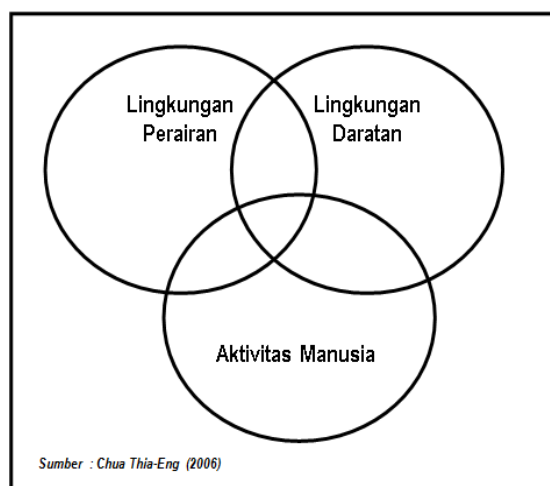 Lingkungan
Perairan
Lingkungan
Daratan
Aktivitas Manusia
Sumber : Chua Thia-Eng (2006)